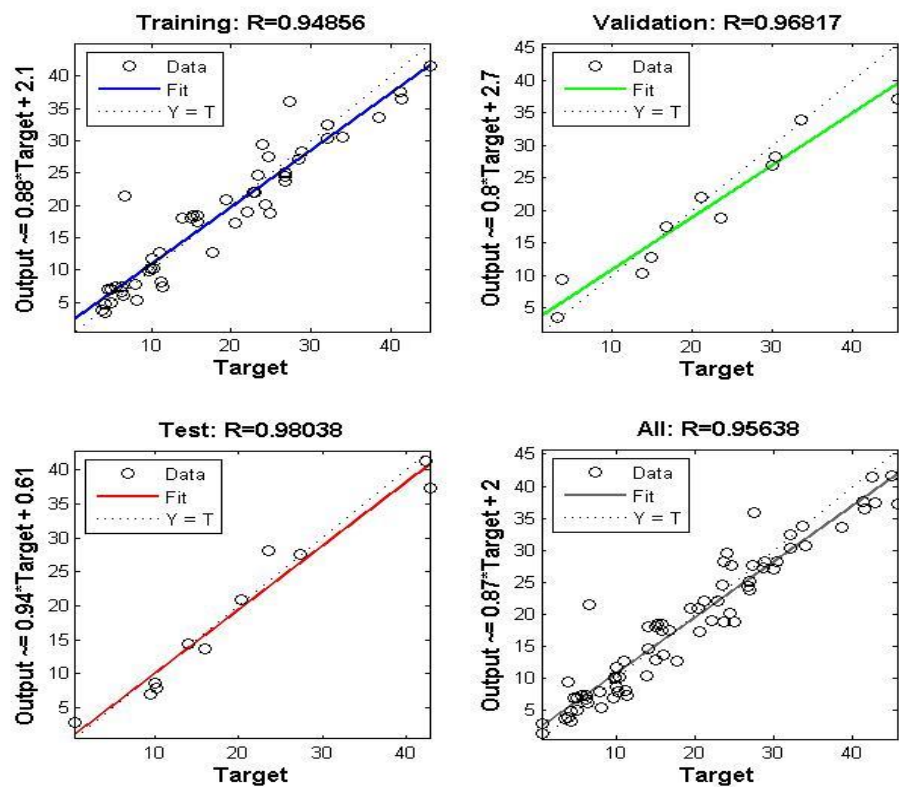 Training: R=0.94856
Output ~= 0.88*Target + 2.1
40
35
30
25
20
15
10
5
Data
Fit
Y = T
10
20
30
40
Target
Validation: R=0.96817
Output ~= 0.8*Target + 2.7
45
40
35
30
25
20
15
10
5
Data
Fit
Y = T
10
20
30
40
Target
Test: R=0.98038
Output ~= 0.94*Target + 0.61
40
35
30
25
20
15
10
5
Data
Fit
Y = T
10
20
30
40
Target
All: R=0.95638
Output ~= 0.87*Target + 2
45
40
35
30
25
20
15
10
5
Data
Fit
Y = T
10
20
30
40
Target